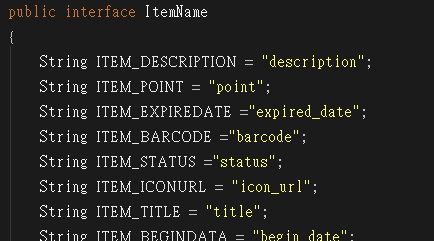 public interface ItemName
{
String ITEM_DESCRIPTION = "description";
String ITEM_POINT = "point";
String ITEM_EXPIREDATE ="expired_date";
String ITEM_BARCODE ="barcode";
String ITEM_STATUS ="status";
String ITEM_ICONURL = "icon_url";
String ITEM_TITLE = "title";
String ITEM_BEGINDATA = "begin_date";